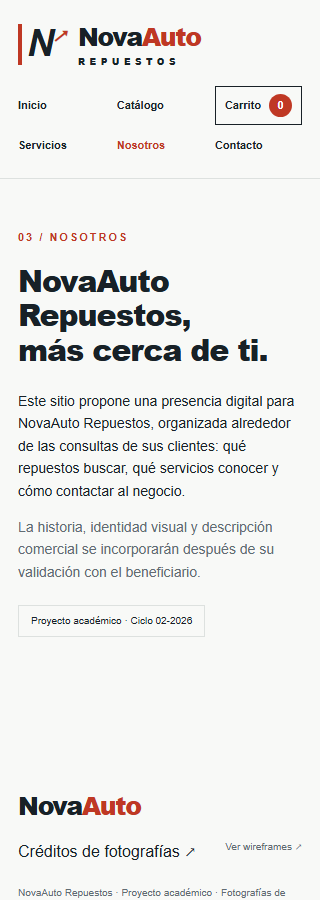 N↗ NovaAuto
REPUESTOS
Inicio Catálogo Carrito 0
Servicios Nosotros Contacto
03 / NOSOTROS
NovaAuto
Repuestos,
más cerca de ti.
Este sitio propone una presencia digital para
NovaAuto Repuestos, organizada alrededor
de las consultas de sus clientes: qué
repuestos buscar, qué servicios conocer y
cómo contactar al negocio.
La historia, identidad visual y descripción
comercial se incorporarán después de su
validación con el beneficiario.
Proyecto académico · Ciclo 02-2026
NovaAuto
Créditos de fotografías ↗ Ver wireframes ↗
NovaAuto Repuestos · Proyecto académico · Fotografías de